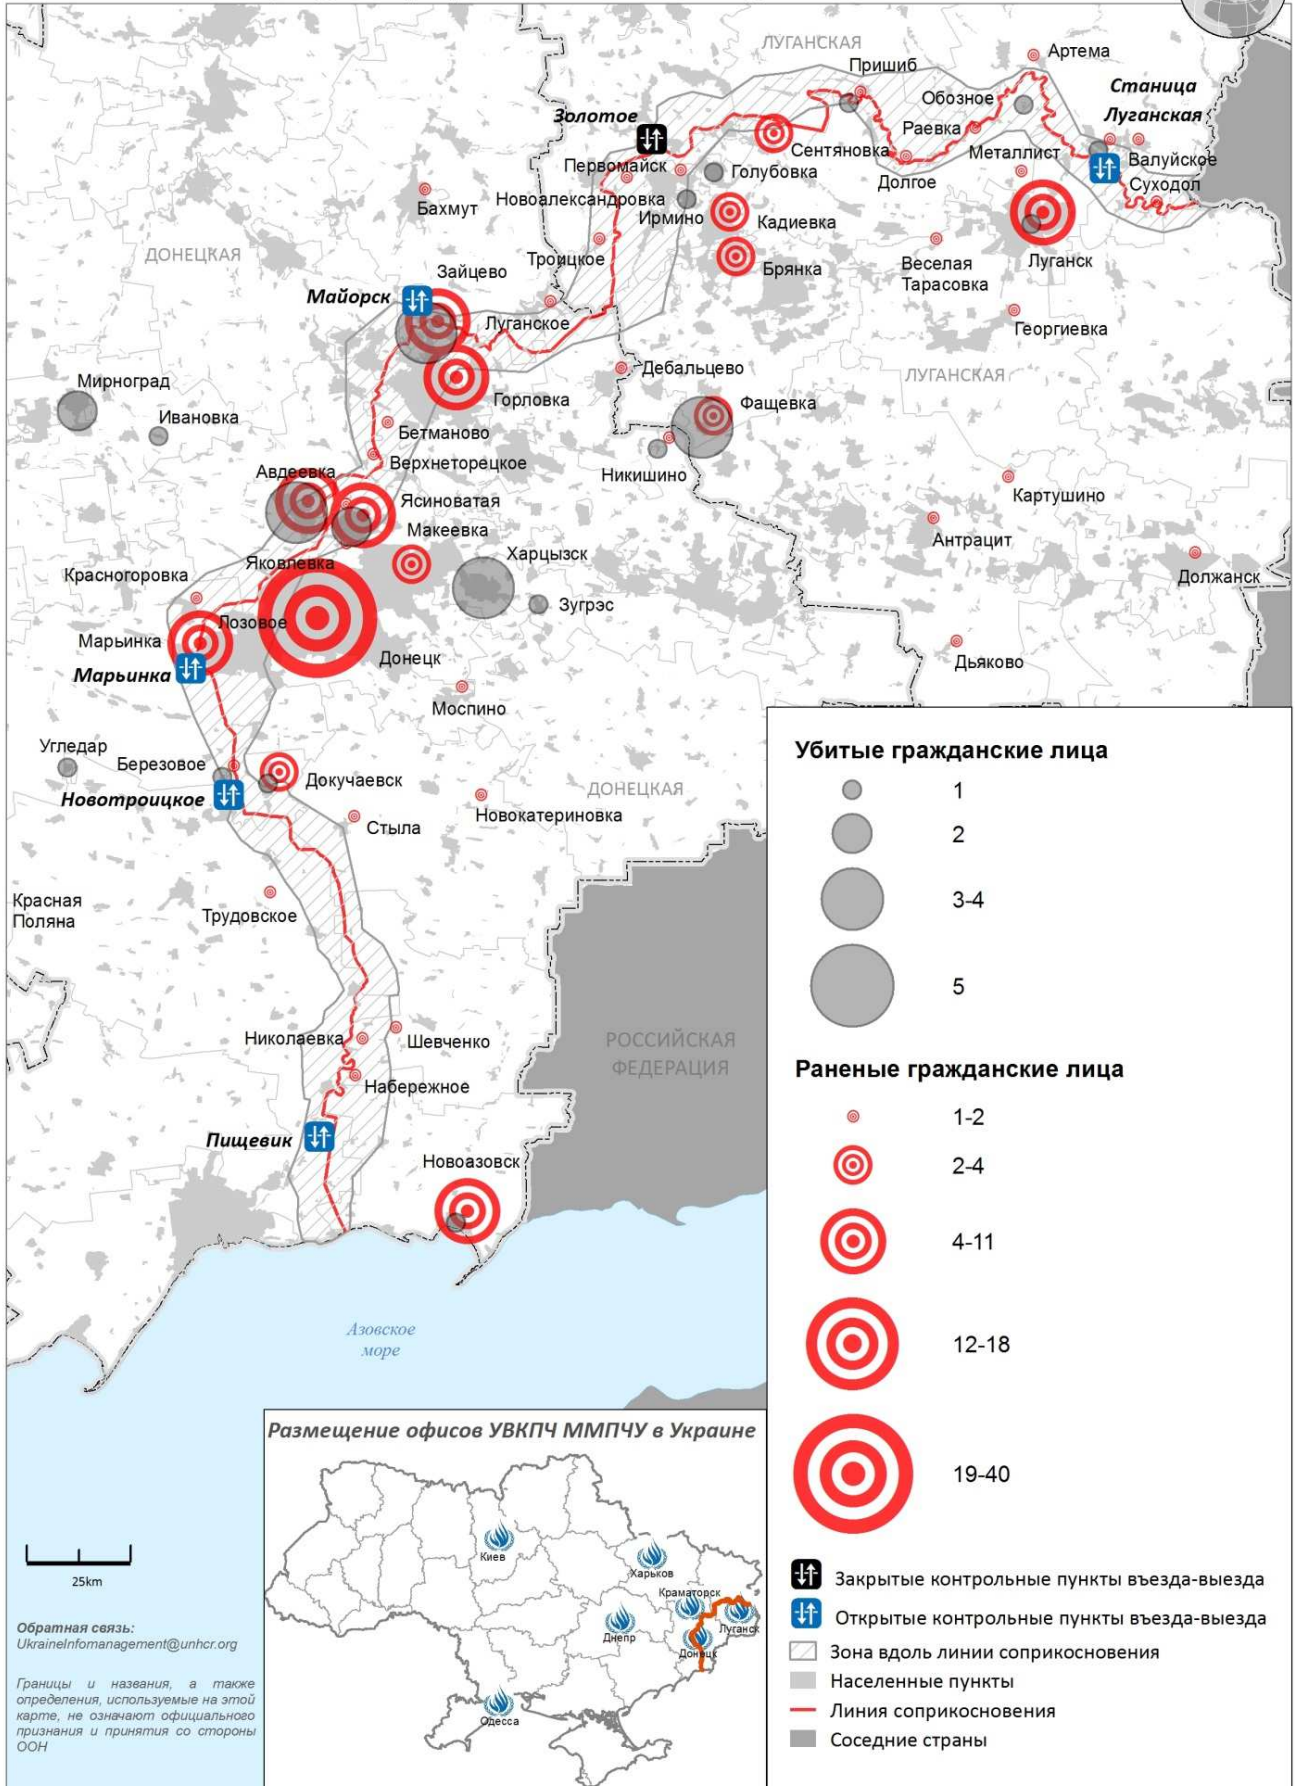 ЛУГАНСКАЯ
Артема
Пришиб
Станица
Луганская
Обозное
Золотое
Раевка
Сентяновка
Металлист
Валуйское
Первомайск
Голубовка
Долгое
Суходол
Бахмут
Новоалександровка
Ирмино
Кадиевка
ДОНЕЦКАЯ
Троицкое
Зайцево
Брянка
Веселая
Тарасовка
Луганск
Майорск
Луганское
Георгиевка
Дебальцево
ЛУГАНСКАЯ
Мирноград
Горловка
Фащевка
Ивановка
Бетманово
Верхнеторецкое
Авдеевка
Никишино
Картушино
Ясиноватая
Макеевка
Антрацит
Яковлевка
Харцызск
Должанск
Красногоровка
Зугрэс
Лозовое
Марьинка
Марьинка
Донецк
Дьяково
Моспино
Угледар
Березовое
Докучаевск
ДОНЕЦКАЯ
Новотроицкое
Новокатериновка
Стыла
Красная
Поляна
Трудовское
Николаевка
Шевченко
РОССИЙСКАЯ
ФЕДЕРАЦИЯ
Набережное
Пищевик
Новоазовск
Азовское
море
Убитые гражданские лица
1
2
3-4
5
Раненые гражданские лица
1-2
2-4
4-11
12-18
19-40
Закрытые контрольные пункты въезда-выезда
Открытые контрольные пункты въезда-выезда
Зона вдоль линии соприкосновения
Населенные пункты
Линия соприкосновения
Соседние страны
Размещение офисов УВКПЧ ММПЧУ в Украине
Киев
Харьков
Краматорск
Луганск
Днепр
Донецк
Одесса
25km
Обратная связь:
UkraineInfomanagement@unhcr.org
Границы и названия, а также
определения, используемые на этой
карте, не означают официального
признания и принятия со стороны
ООН